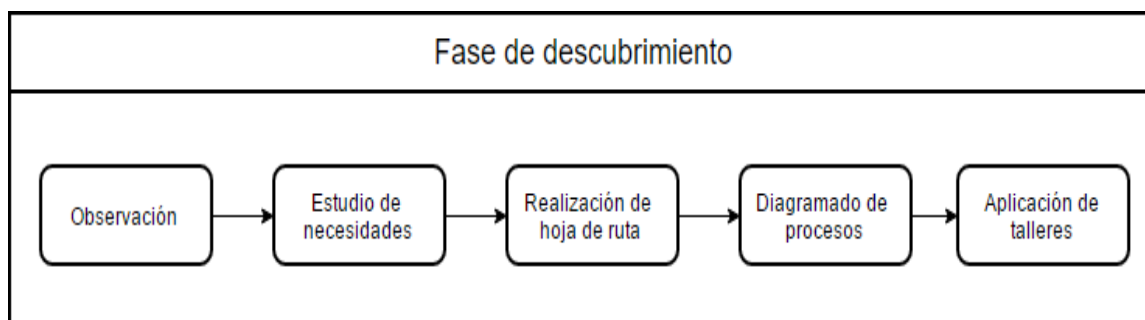 Fase de descubrimiento
Observación
Estudio de
necesidades
Realización de
hoja de ruta
Diagramado de
procesos
Aplicación de
talleres